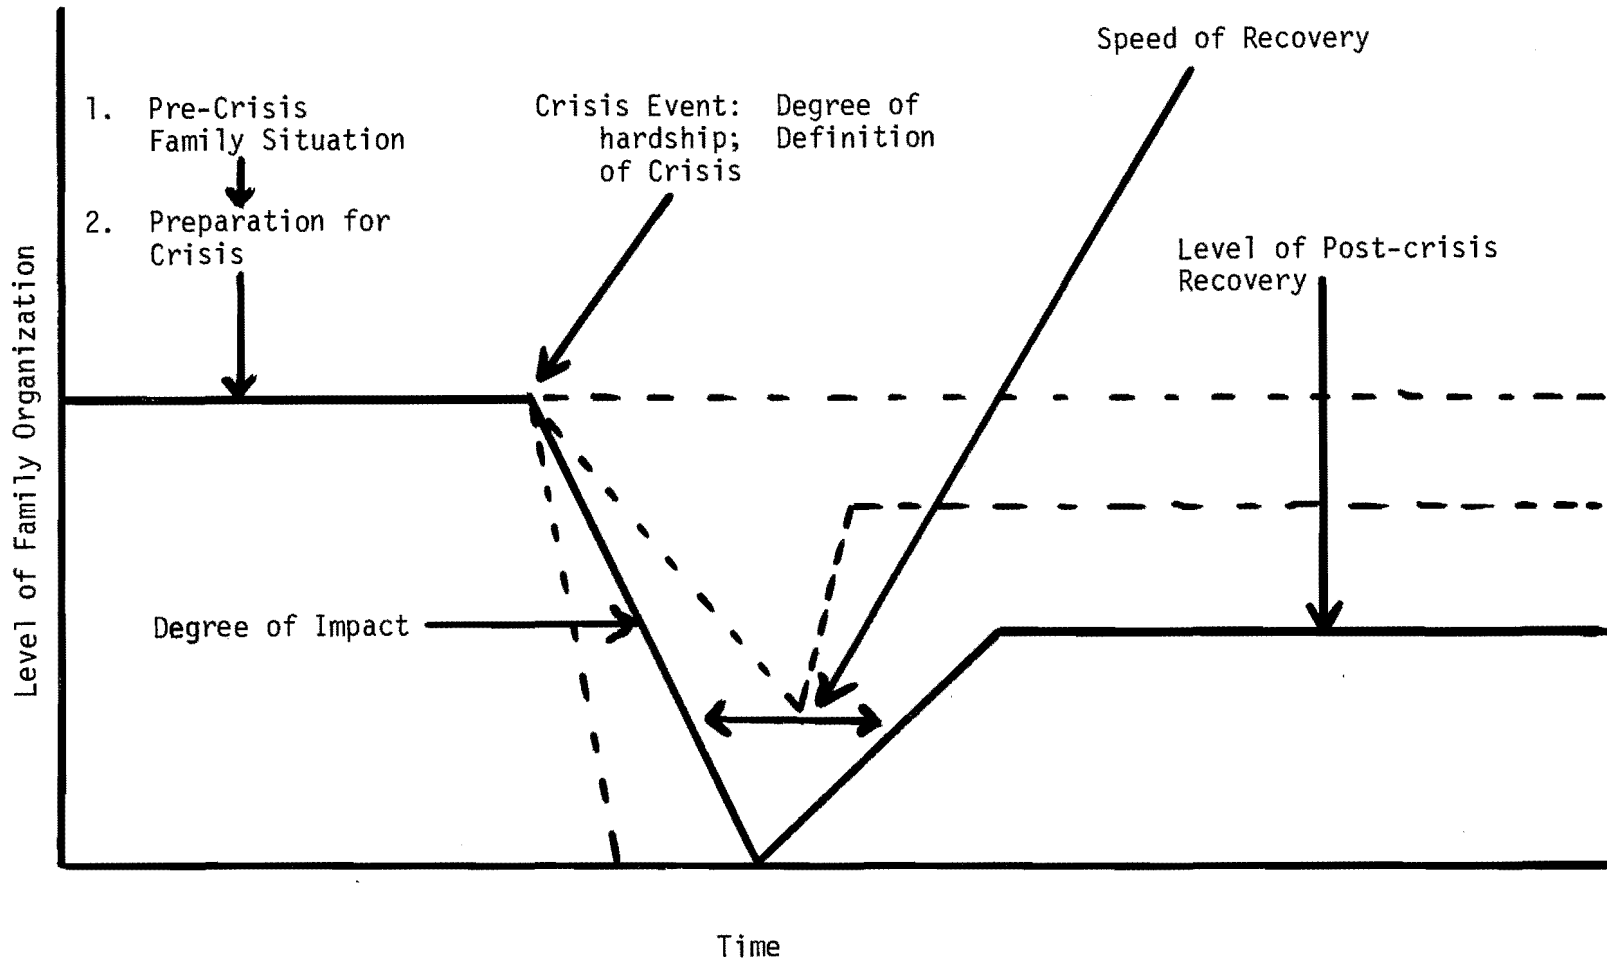 Speed of Recovery
1. Pre-Crisis
Family Situation
Crisis Event: Degree of
hardship; Definition
of Crisis
2. Preparation for
Crisis
Level of Post-crisis
Recovery
Level of Family Organization
Degree of Impact
Time